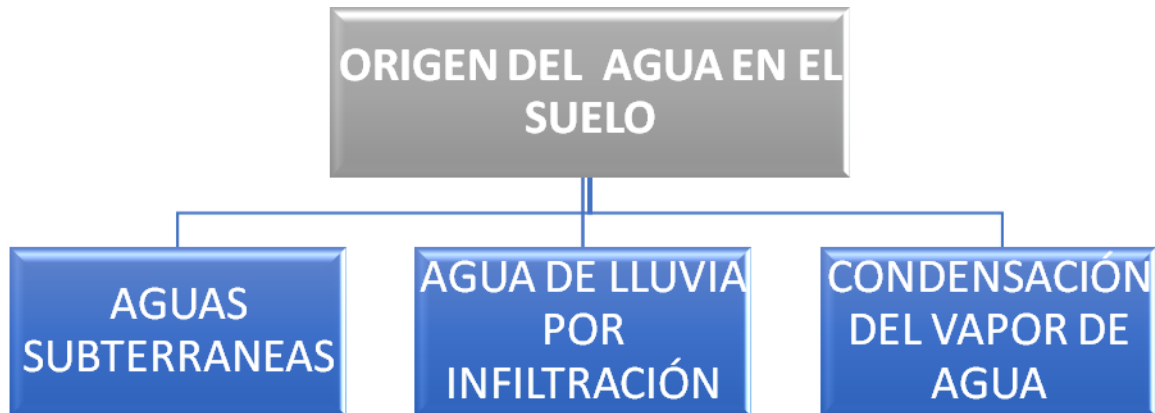 ORIGEN DEL AGUA EN EL
SUELO
AGUAS
SUBTERRANEAS
AGUA DE LLUVIA
POR
INFILTRACIÓN
CONDENSACIÓN
DEL VAPOR DE
AGUA